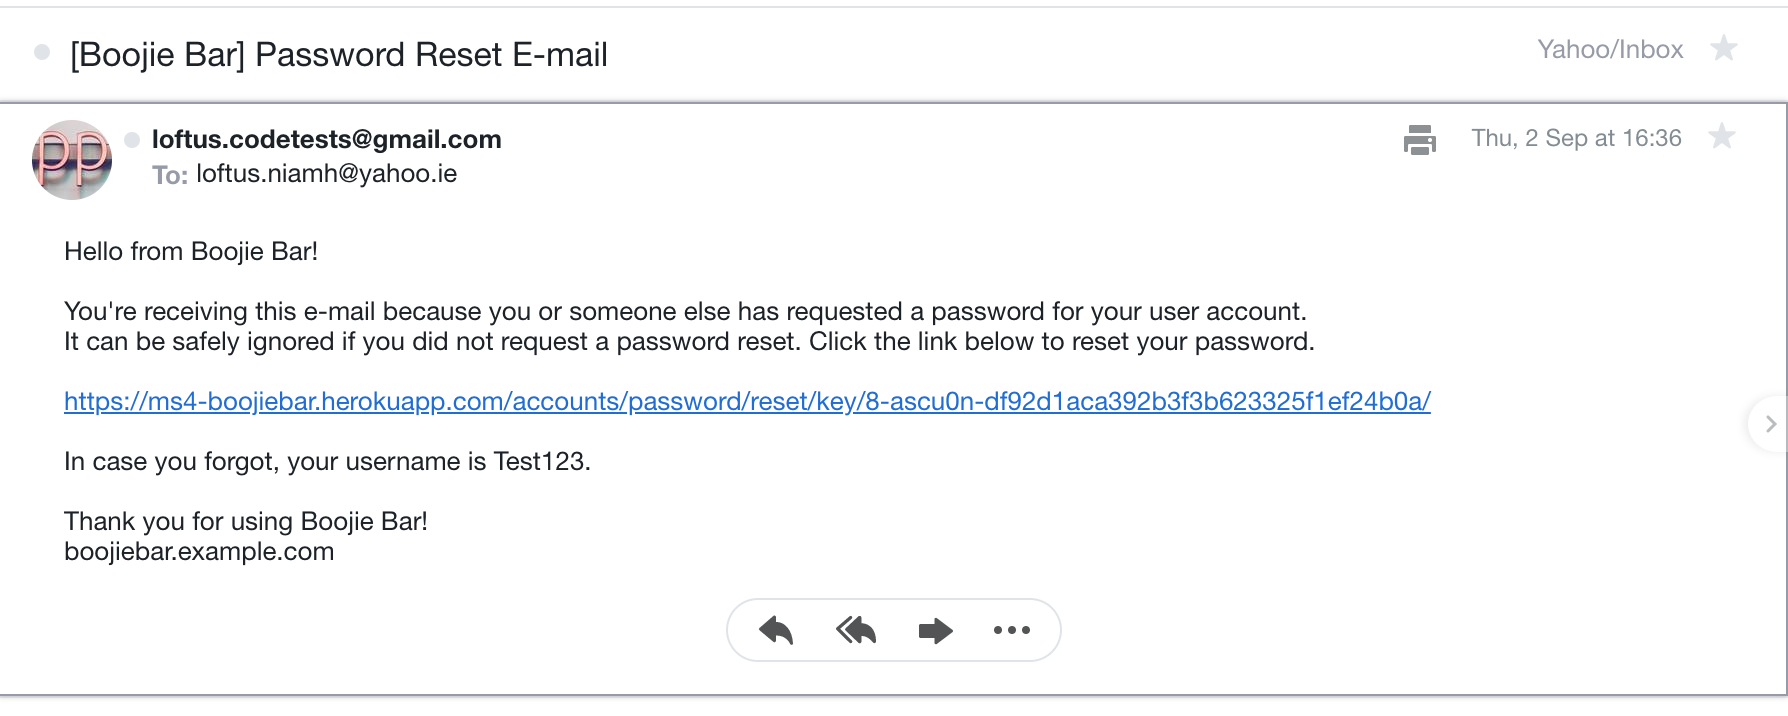 [Boojie Bar] Password Reset E-mail
Yahoo/Inbox
PP
loftus.codetests@gmail.com
Thu, 2 Sep at 16:36
To: loftus.niamh@yahoo.ie
Hello from Boojie Bar!
You're receiving this e-mail because you or someone else has requested a password for your user account.
It can be safely ignored if you did not request a password reset. Click the link below to reset your password.
https://ms4-boojiebar.herokuapp.com/accounts/password/reset/key/8-ascu0n-df92d1aca392b3f3b623325f1ef24b0a/
In case you forgot, your username is Test123.
Thank you for using Boojie Bar!
boojiebar.example.com